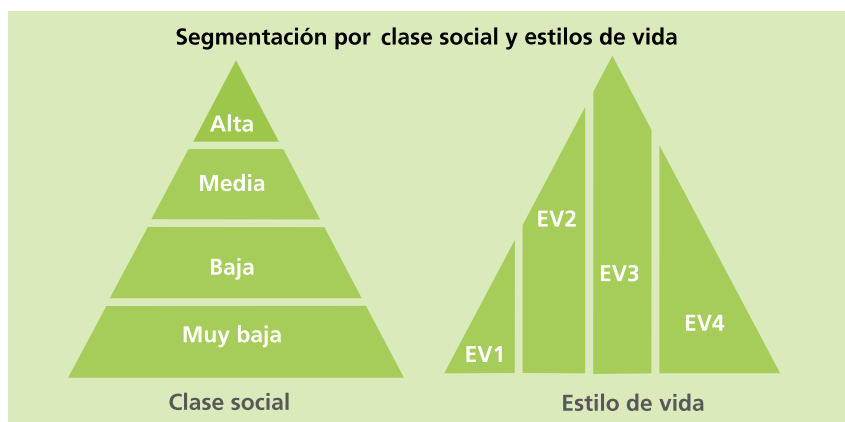 Segmentación por clase social y estilos de vida
Alta
Media
Baja
Muy baja
Clase social
EV1
EV2
EV3
EV4
Estilo de vida